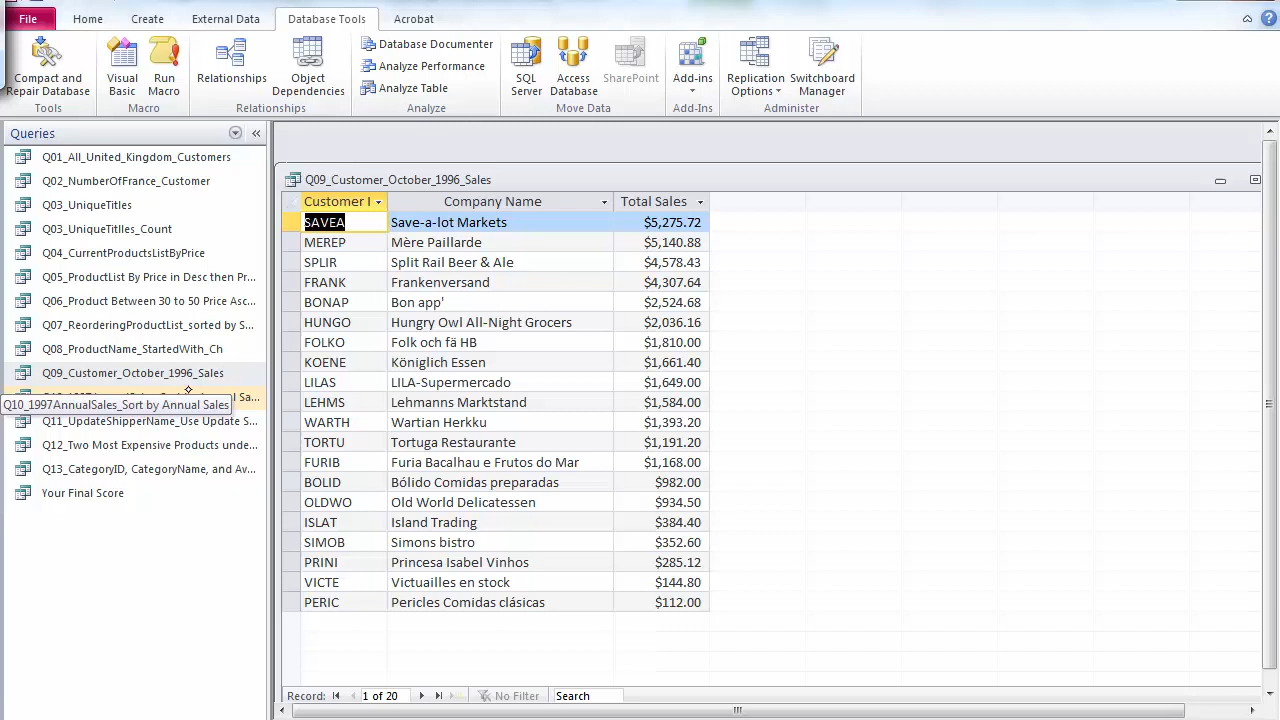 File Home Create External Data Database Tools Acrobat
Compact and
Repair Database
Visual
Basic
Run
Macro
Relationships
Object
Dependencies
Database Documenter
Analyze Performance
Analyze Table
SQL
Server
Access
Database
SharePoint
Add-ins
Replication
Options
Switchboard
Manager
Tools Macro Relationships Analyze Move Data Add-Ins Administer
Queries
Q01_All_United_Kingdom_Customers
Q02_NumberOfFrance_Customer
Q03_UniqueTitles
Q03_UniqueTitlles_Count
Q04_CurrentProductsListByPrice
Q05_ProductList By Price in Desc then Pr...
Q06_Product Between 30 to 50 Price Asc...
Q07_ReorderingProductList_sorted by S...
Q08_ProductName_StartedWith_Ch
Q09_Customer_October_1996_Sales
Sa...
Q10_1997AnnualSales_Sort by Annual Sales
Q11_UpdateShipperName_Use Update S...
Q12_Two Most Expensive Products unde...
Q13_CategoryID, CategoryName, and Av...
Your Final Score
Q09_Customer_October_1996_Sales
Customer I Company Name Total Sales
SAVEA Save-a-lot Markets $5,275.72
MEREP Mère Paillarde $5,140.88
SPLIR Split Rail Beer & Ale $4,578.43
FRANK Frankenversand $4,307.64
BONAP Bon app' $2,524.68
HUNGO Hungry Owl All-Night Grocers $2,036.16
FOLKO Folk och fä HB $1,810.00
KOENE Königlich Essen $1,661.40
LILAS LILA-Supermercado $1,649.00
LEHMS Lehmanns Marktstand $1,584.00
WARTH Wartian Herkku $1,393.20
TORTU Tortuga Restaurante $1,191.20
FURIB Furia Bacalhau e Frutos do Mar $1,168.00
BOLID Bólido Comidas preparadas $982.00
OLDWO Old World Delicatessen $934.50
ISLAT Island Trading $384.40
SIMOB Simons bistro $352.60
PRINI Princesa Isabel Vinhos $285.12
VICTE Victuailles en stock $144.80
PERIC Pericles Comidas clásicas $112.00
Record: 1 of 20 No Filter Search